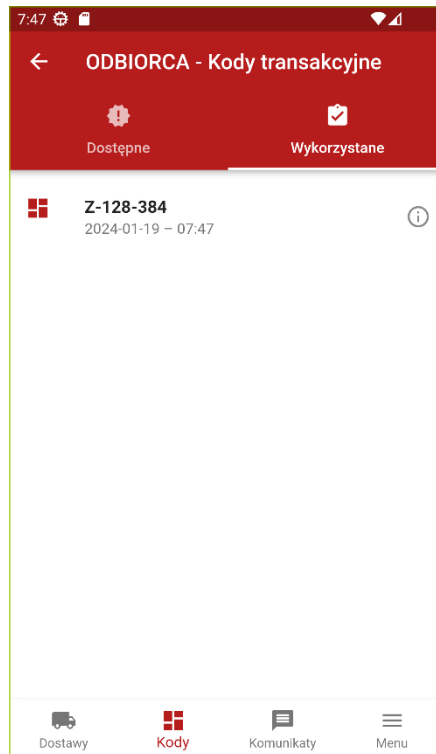 7:47
ODBIORCA - Kody transakcyjne
Dostępne
Wykorzystane
Z-128-384
2024-01-19 – 07:47
Dostawy
Kody
Komunikaty
Menu